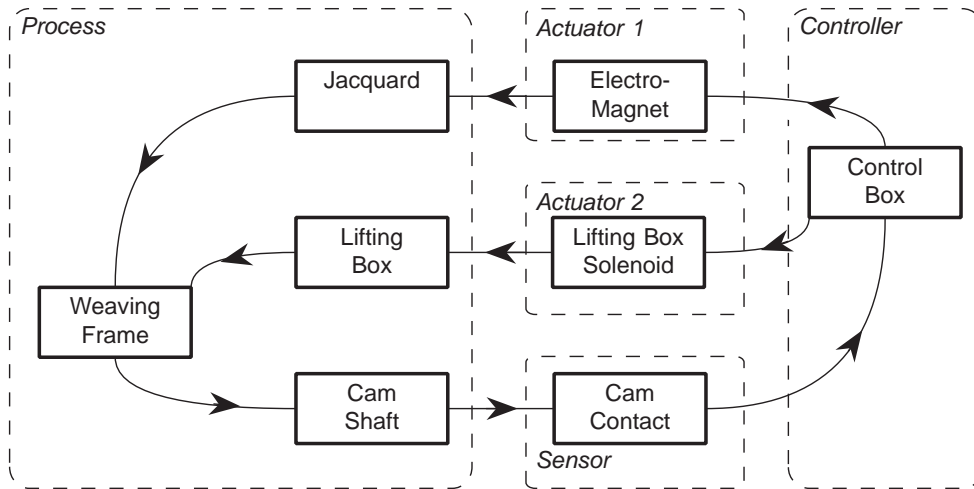 Process
Actuator 1
Controller
Jacquard
Electro-
Magnet
Control
Box
Actuator 2
Lifting
Box
Lifting Box
Solenoid
Weaving
Frame
Cam
Shaft
Cam
Contact
Sensor